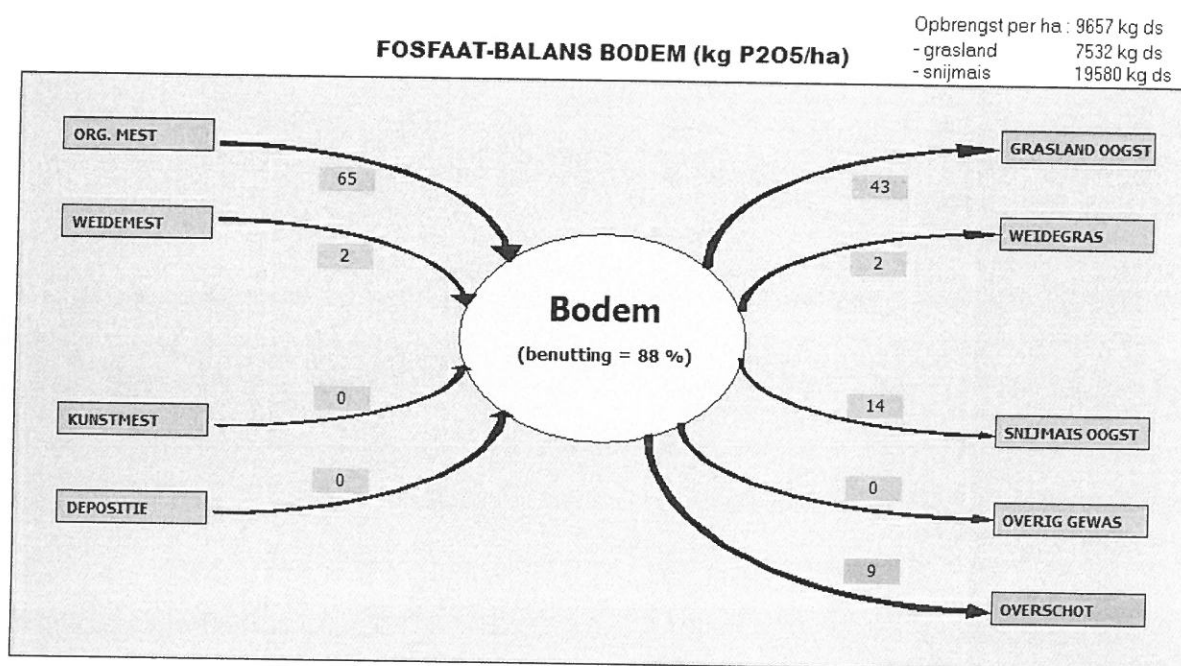 Opbrengst per ha : 9657 kg ds
- grasland 7532 kg ds
- snijmais 19580 kg ds
FOSFAAT-BALANS BODEM (kg P2O5/ha)
ORG. MEST
65
WEIDEMEST
2
KUNSTMEST
0
DEPOSITIE
0
Bodem
(benutting = 88 %)
GRASLAND OOGST
43
WEIDEGRAS
2
14
SNIJMAIS OOGST
0
OVERIG GEWAS
9
OVERSCHOT